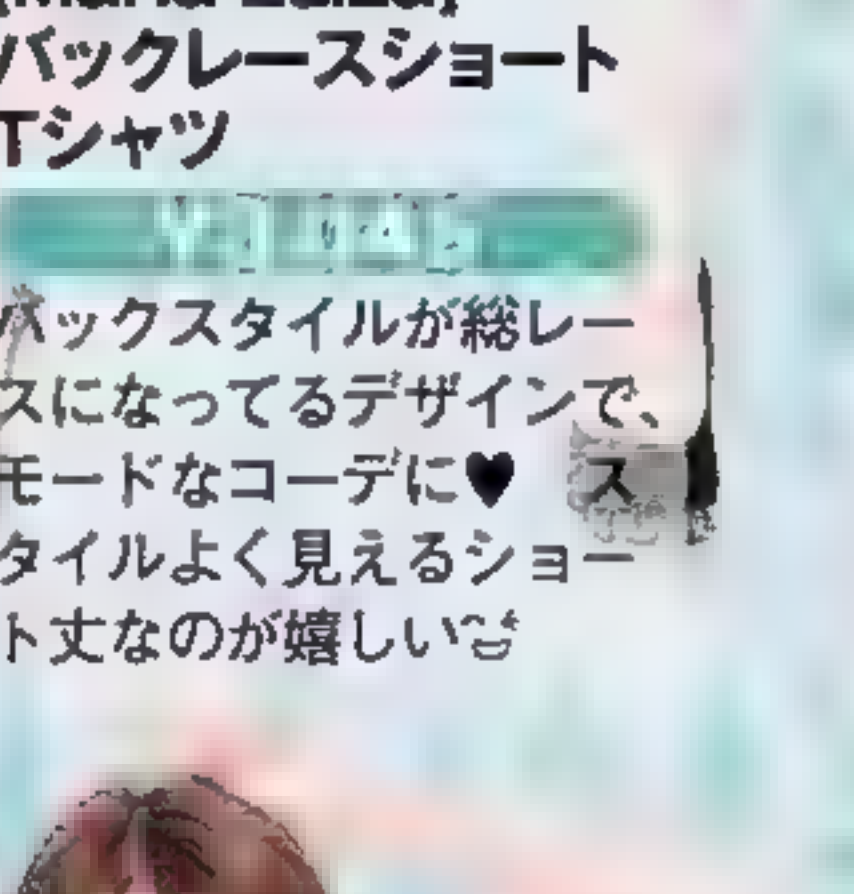 バックレースショート
Tシャツ
バックスタイルが総レー
スになってるデザインで、
モードなコーデに♥ ス
タイルよく見えるショー
ト丈なのが嬉しい